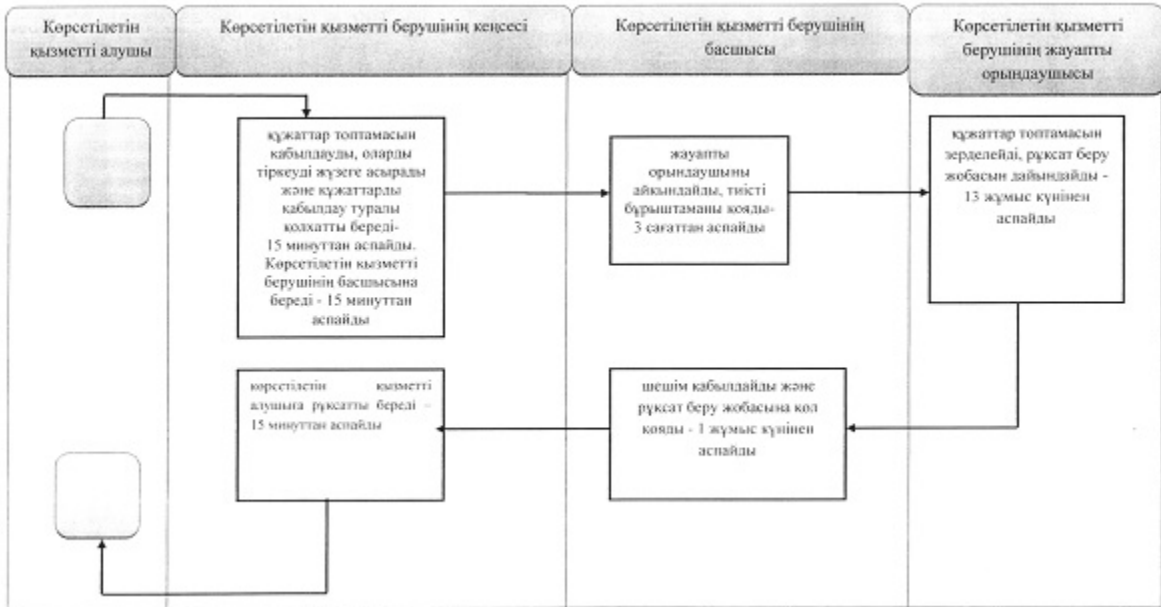 Көрсетілетін
қызметті алушы
Көрсетілетін қызметті берушінің кеңсесі
Көрсетілетін қызметті берушінің
басшысы
Көрсетілетін қызметті
берушінің жауапты
орындаушысы
құжаттар топтамасын
қабылдауды, оларды
тіркеуді жүзеге асырады
және құжаттарды
қабылдау туралы
қолхатты береді-
15 минуттан аспайды.
Көрсетілетін қызметті
берушінің басшысына
береді - 15 минуттан
аспайды
жауапты
орындаушыны
айқындайды, тиісті
бұрыштаманы қояды-
3 сағаттан аспайды
құжаттар топтамасын
зерделейді, рұқсат беру
жобасын дайындайды -
13 жұмыс күнінен
аспайды
шешім қабылдайды және
рұқсат беру жобасына қол
қояды - 1 жұмыс күнінен
аспайды
көрсетілетін қызметті
алушыға рұқсатты береді –
15 минуттан аспайды